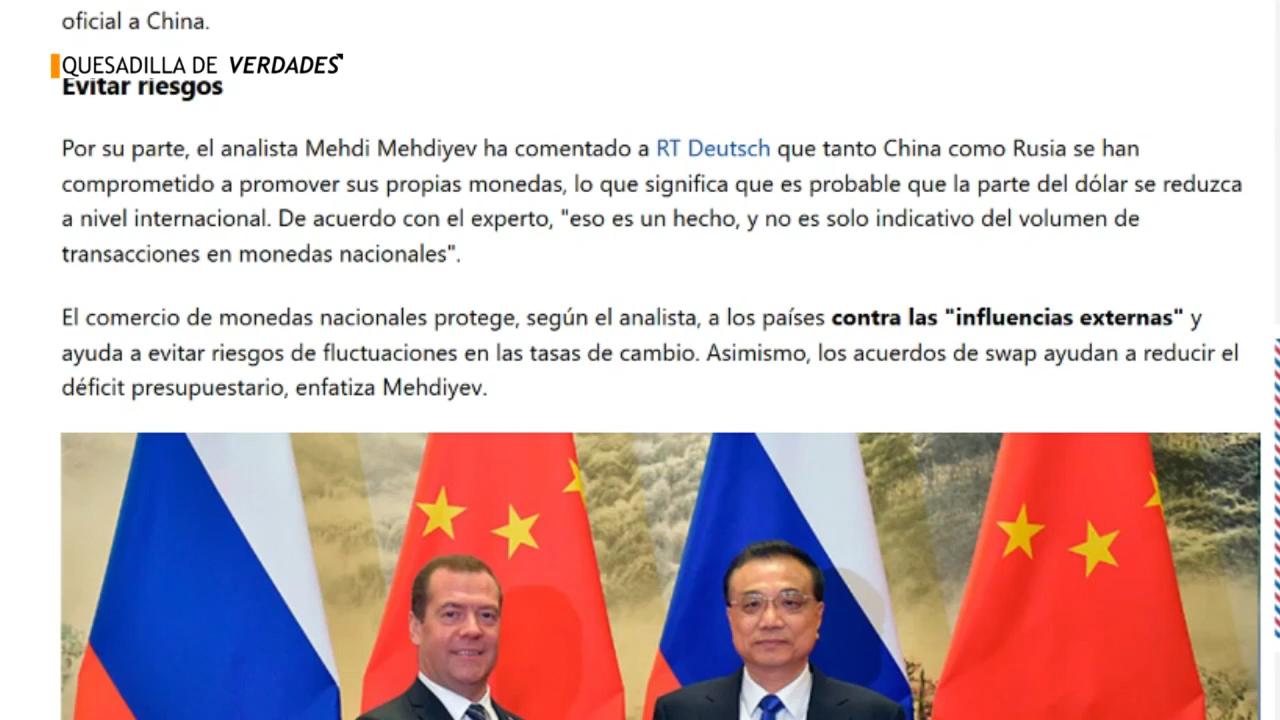 oficial a China.
QUESADILLA DE VERDADES
Evitar riesgos
Por su parte, el analista Mehdi Mehdiyev ha comentado a RT Deutsch que tanto China como Rusia se han
comprometido a promover sus propias monedas, lo que significa que es probable que la parte del dólar se reduzca
a nivel internacional. De acuerdo con el experto, "eso es un hecho, y no es solo indicativo del volumen de
transacciones en monedas nacionales".
El comercio de monedas nacionales protege, según el analista, a los países contra las "influencias externas" y
ayuda a evitar riesgos de fluctuaciones en las tasas de cambio. Asimismo, los acuerdos de swap ayudan a reducir el
déficit presupuestario, enfatiza Mehdiyev.